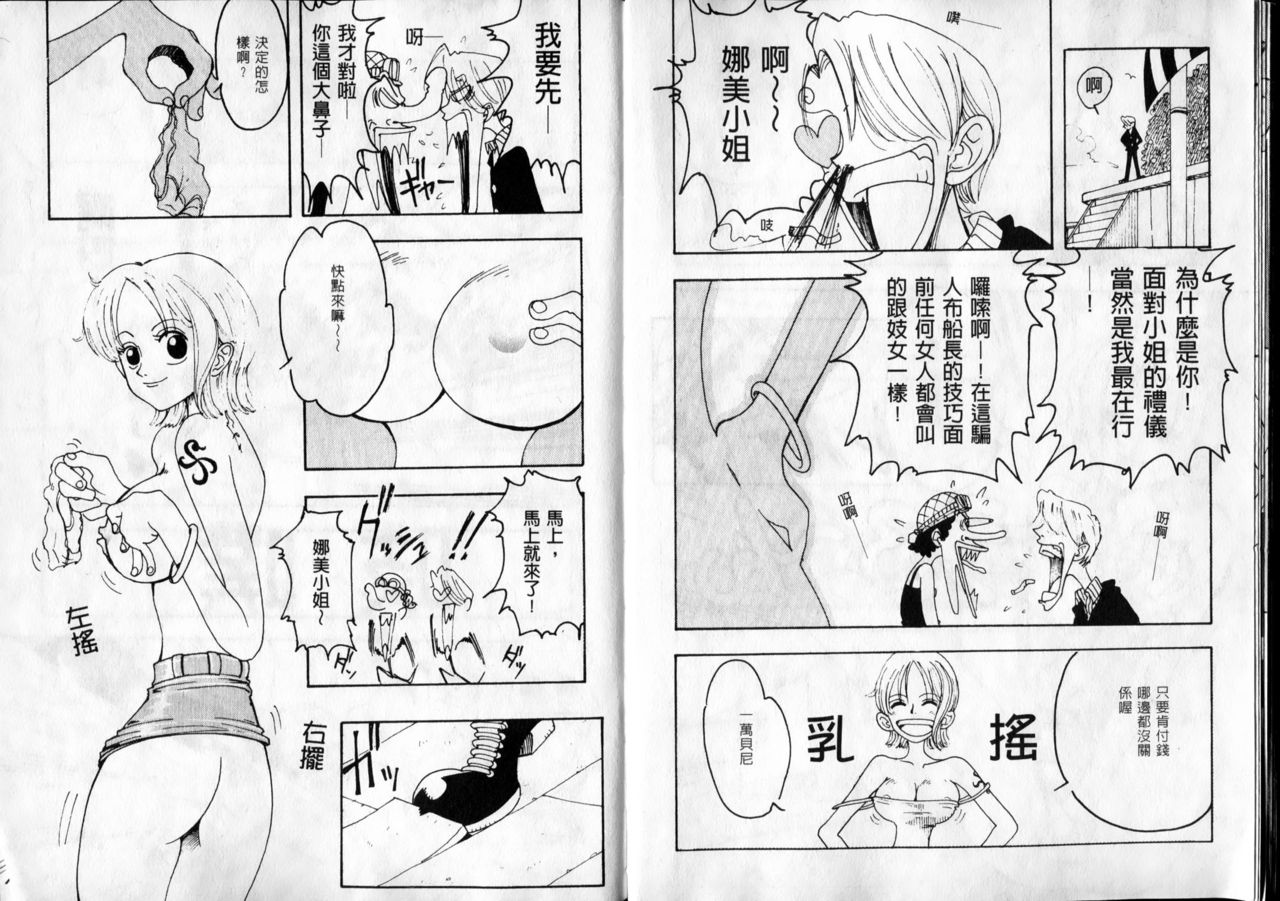 啊
嘆──
啊～～
娜美小姐
吱
為什麼是你！
面對小姐的禮儀
當然是我最在行
──！
囉嗦啊──！在這騙
人布船長的技巧面
前任何女人都會叫
的跟妓女一樣！
呀啊──
呀啊──
只要肯付錢
哪邊都沒關
係喔
搖
乳
一萬貝尼
我要先──
呀──
我才對啦──
你這個大鼻子──
ギャー
決定的怎
樣啊？
快點來嘛～～
馬上，
馬上就來了！
グッ
!!
娜美小姐～
ダッ
ダッ
左搖
右擺
バッ